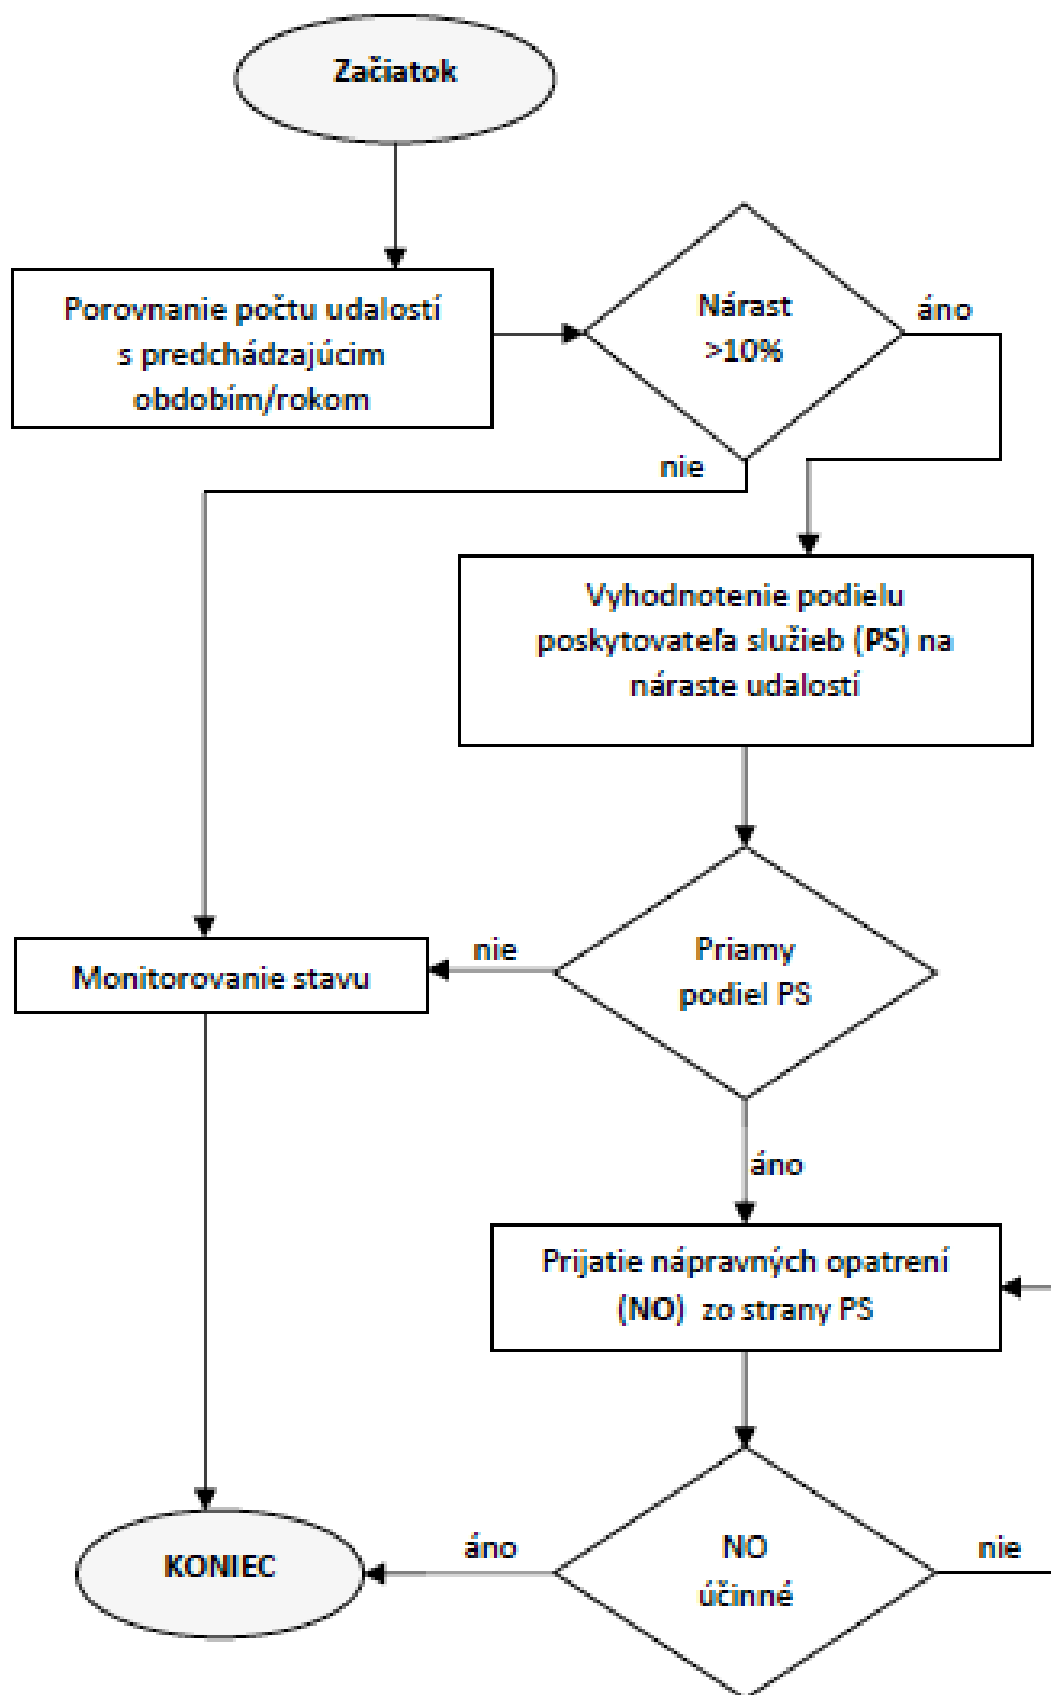 Začiatok
Porovnanie počtu udalostí
s predchádzajúcim
obdobím/rokom
Nárast
>10%
áno
nie
Vyhodnotenie podielu
poskytovateľa služieb (PS) na
náraste udalostí
Monitorovanie stavu
nie
Priamy
podiel PS
áno
Prijatie nápravných opatrení
(NO) zo strany PS
KONIEC
áno
NO
účinné
nie